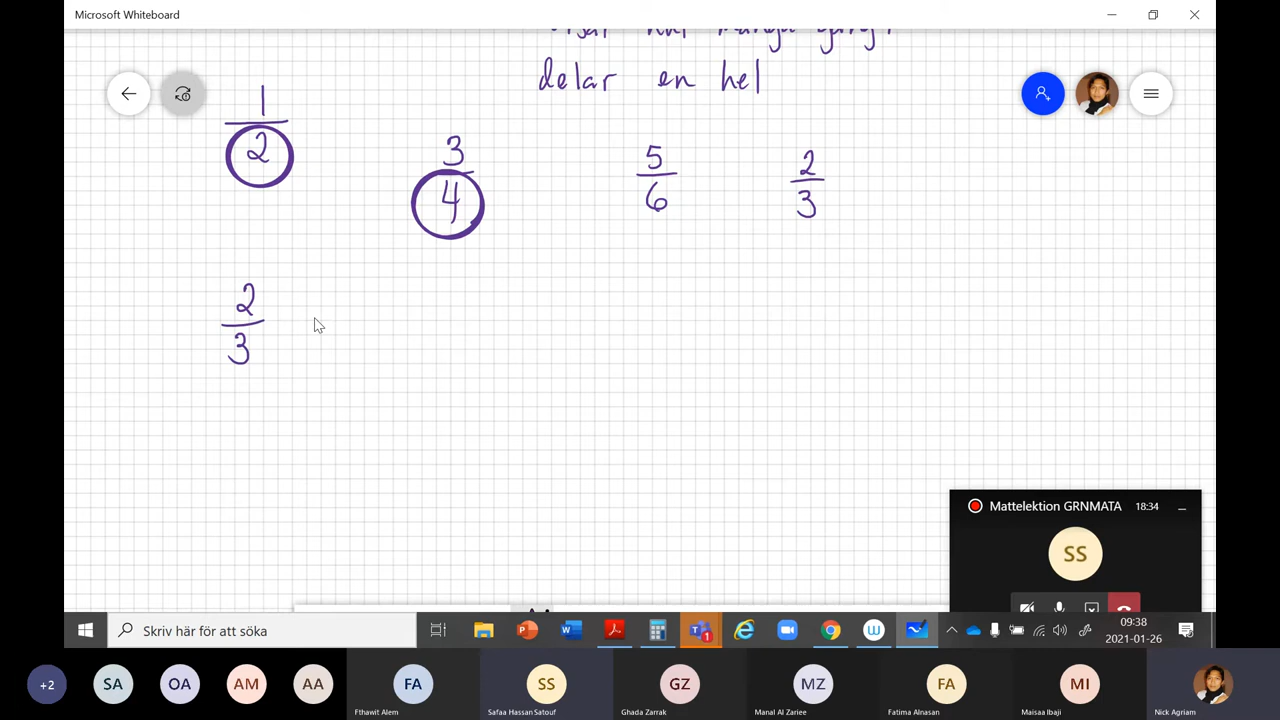 Microsoft Whiteboard
delar en hel
1
2
3
4
5
6
2
3
2
3
Mattelektion GRNMATA 18:34
SS
Skriv här för att söka
1
09:38
2021-01-26
+2
SA
OA
AM
AA
FA
Fthawit Alem
SS
Safaa Hassan Satouf
GZ
Ghada Zarrak
MZ
Manal Al Zariee
FA
Fatima Alnasan
MI
Maisaa Ibaji
Nick Agriam